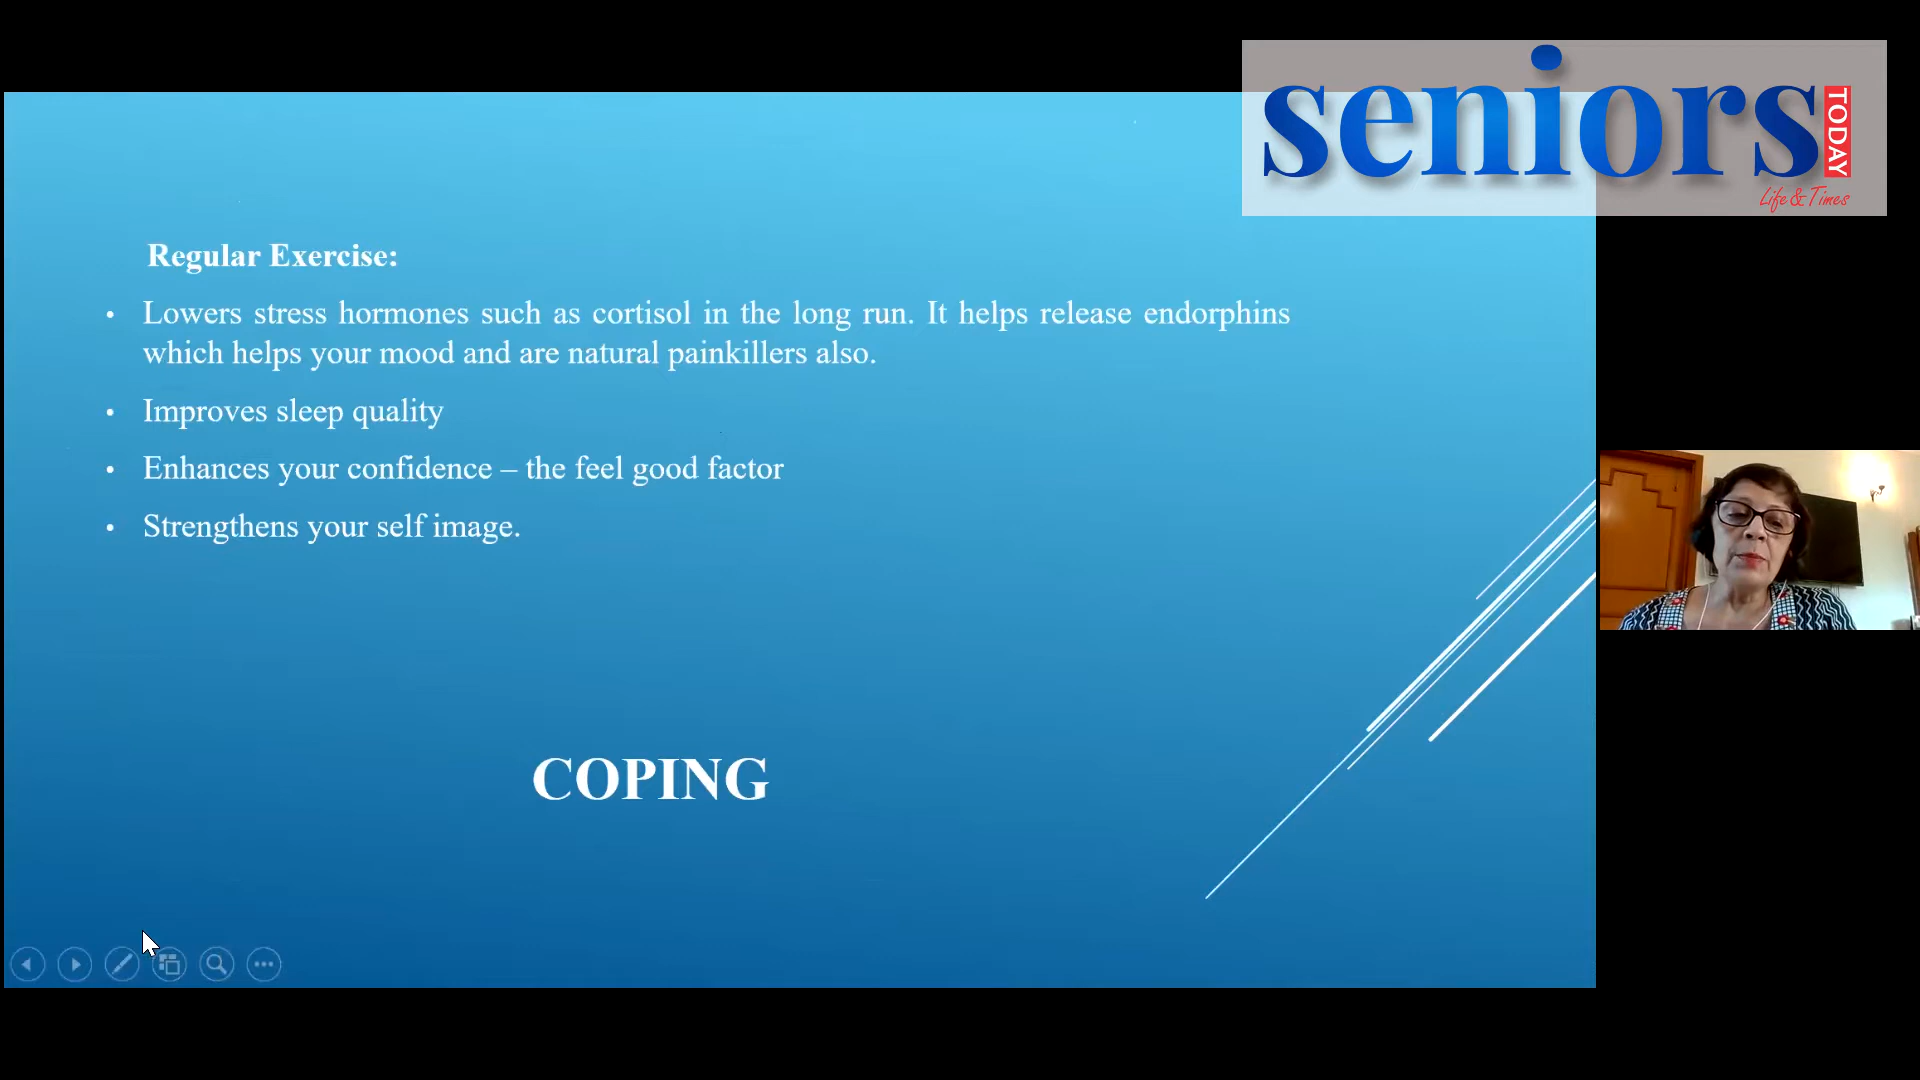 seniors
TODAY
Life & Times
Regular Exercise:
• Lowers stress hormones such as cortisol in the long run. It helps release endorphins
which helps your mood and are natural painkillers also.
• Improves sleep quality
• Enhances your confidence – the feel good factor
• Strengthens your self image.
COPING